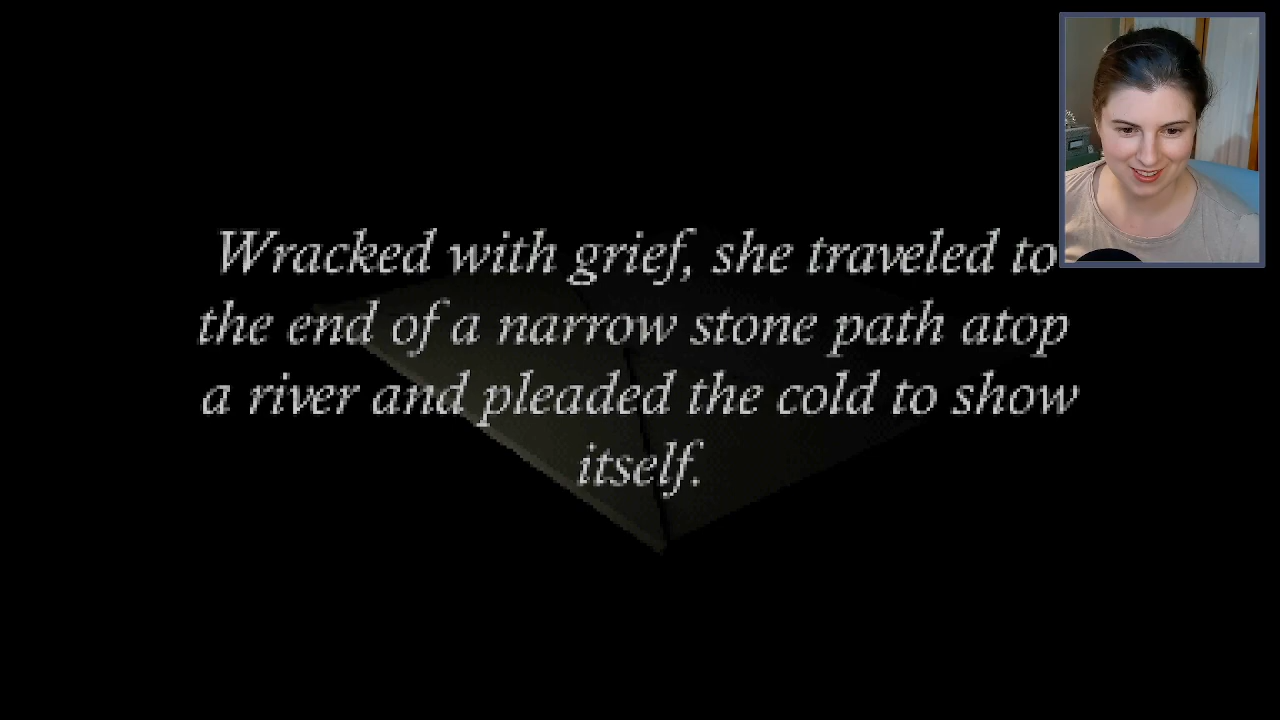 Wracked with grief, she traveled to
the end of a narrow stone path atop
a river and pleaded the cold to show
itself.